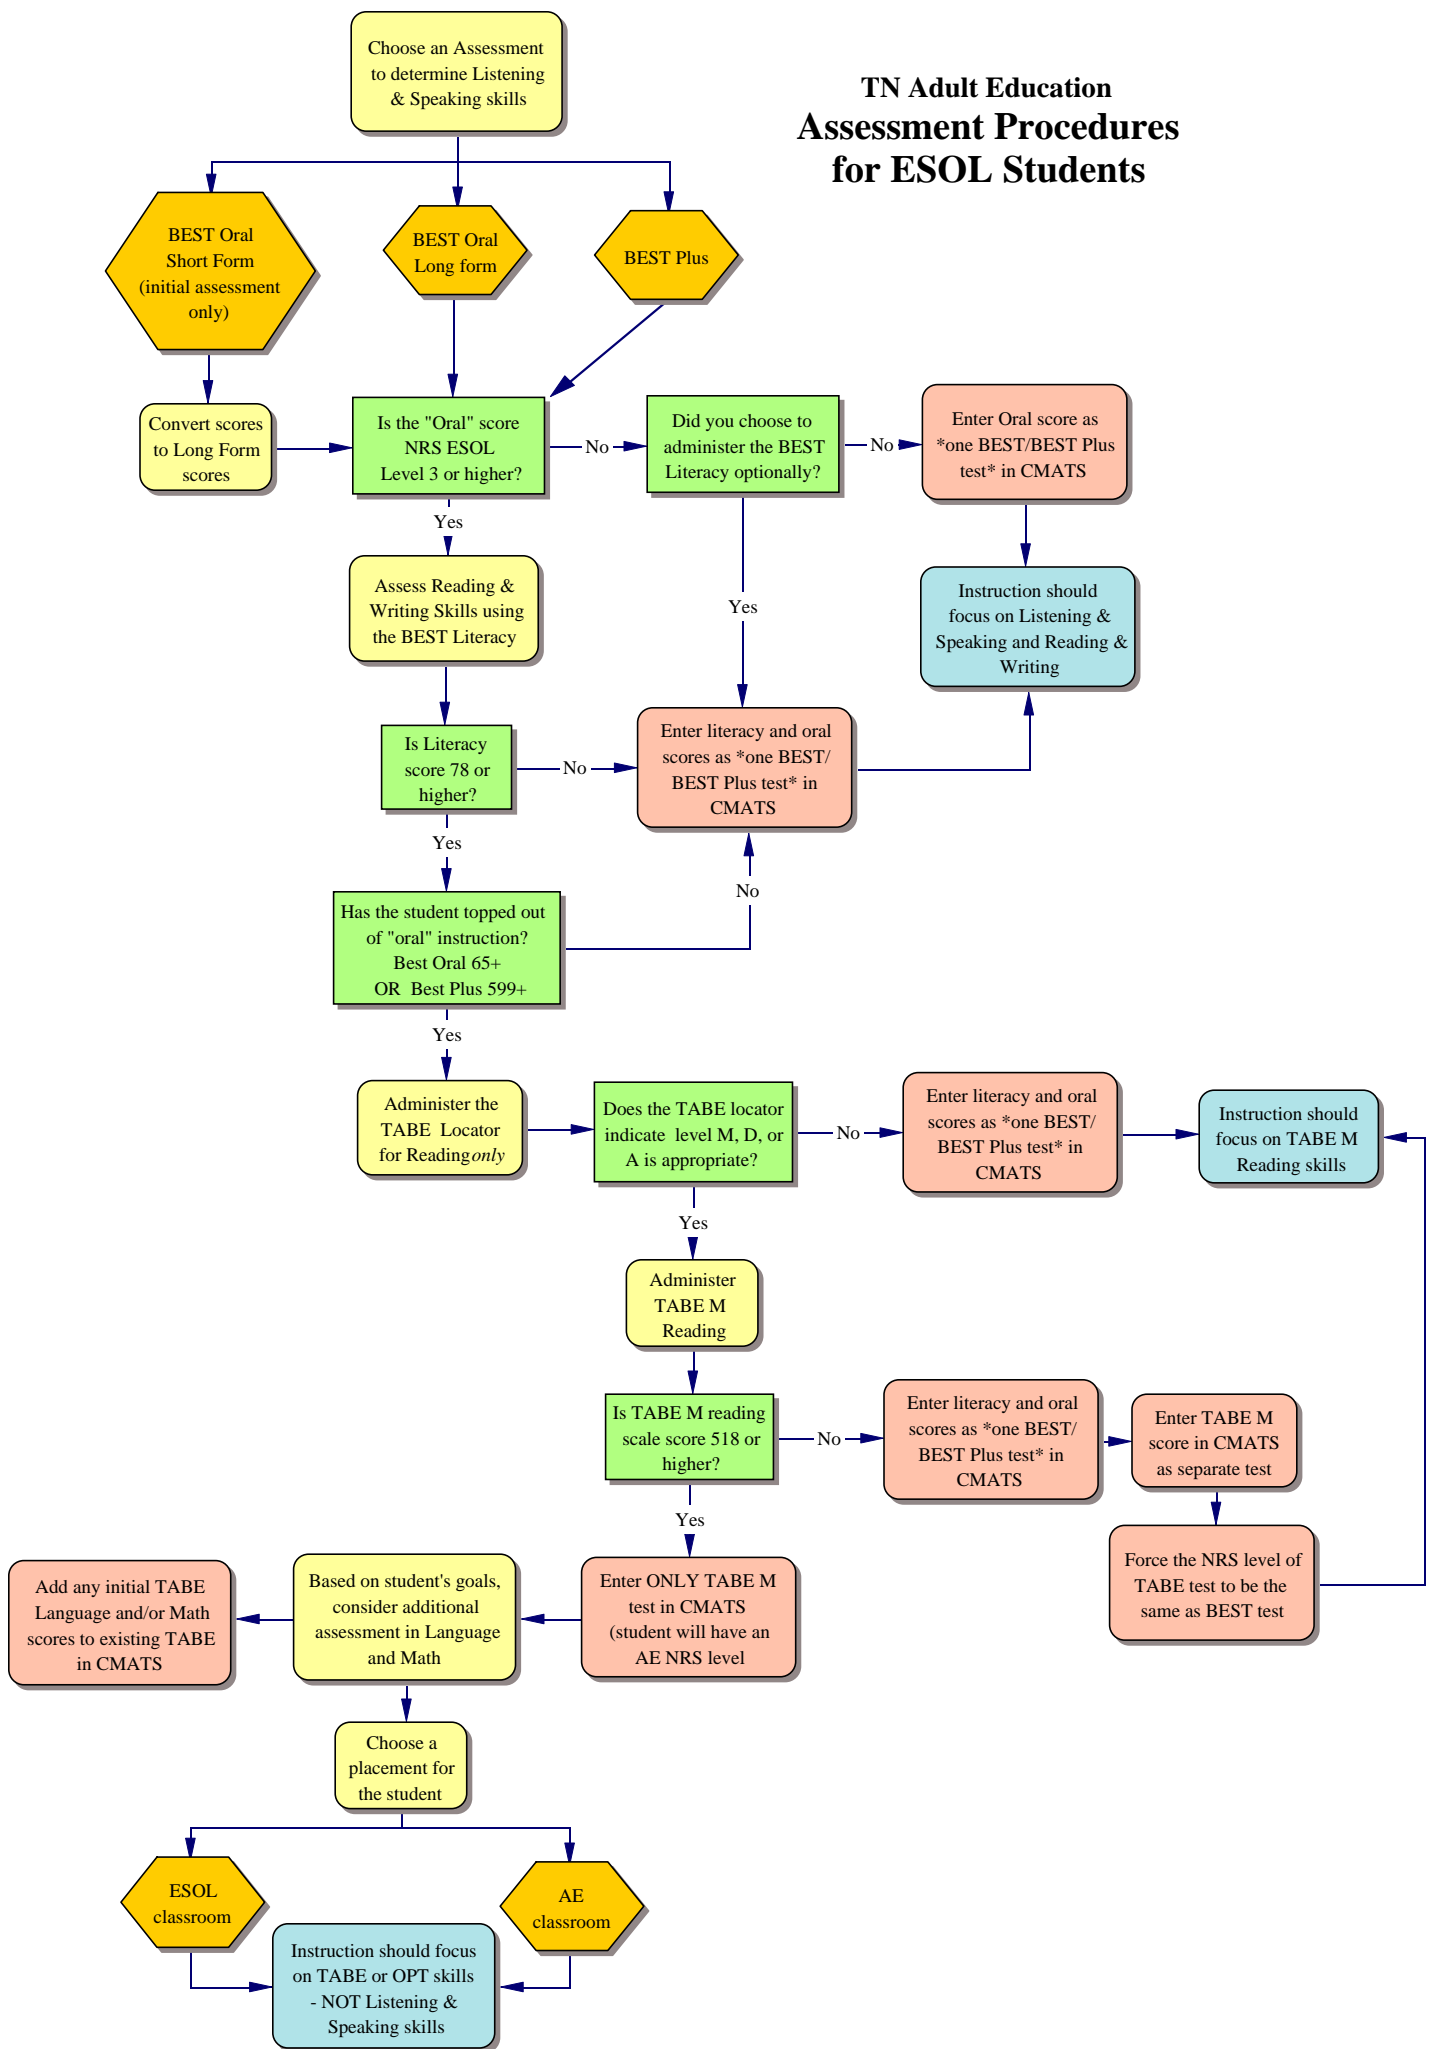 Choose an Assessment
to determine Listening
& Speaking skills
TN Adult Education
Assessment Procedures
for ESOL Students
BEST Oral
Short Form
(initial assessment
only)
BEST Oral
Long form
BEST Plus
Convert scores
to Long Form
scores
Is the "Oral" score
NRS ESOL
Level 3 or higher?
No
Did you choose to
administer the BEST
Literacy optionally?
No
Enter Oral score as
*one BEST/BEST Plus
test* in CMATS
Yes
Assess Reading &
Writing Skills using
the BEST Literacy
Yes
Instruction should
focus on Listening &
Speaking and Reading &
Writing
Is Literacy
score 78 or
higher?
No
Enter literacy and oral
scores as *one BEST/
BEST Plus test* in
CMATS
Yes
No
Has the student topped out
of "oral" instruction?
Best Oral 65+
OR Best Plus 599+
Yes
Administer the
TABE Locator
for Reading only
Does the TABE locator
indicate level M, D, or
A is appropriate?
No
Enter literacy and oral
scores as *one BEST/
BEST Plus test* in
CMATS
Instruction should
focus on TABE M
Reading skills
Yes
Administer
TABE M
Reading
Is TABE M reading
scale score 518 or
higher?
No
Enter literacy and oral
scores as *one BEST/
BEST Plus test* in
CMATS
Enter TABE M
score in CMATS
as separate test
Yes
Force the NRS level of
TABE test to be the
same as BEST test
Add any initial TABE
Language and/or Math
scores to existing TABE
in CMATS
Based on student's goals,
consider additional
assessment in Language
and Math
Enter ONLY TABE M
test in CMATS
(student will have an
AE NRS level
Choose a
placement for
the student
ESOL
classroom
AE
classroom
Instruction should focus
on TABE or OPT skills
- NOT Listening &
Speaking skills